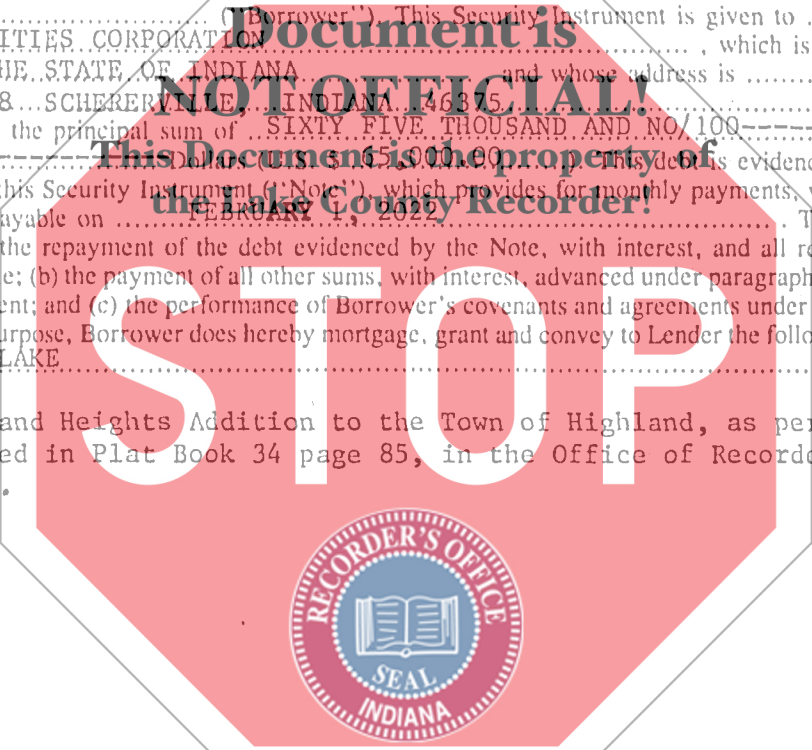 ("Borrower"). This Security Instrument is given to
Document is
ITIES CORPORATION , which is
HE STATE OF INDIANA and whose address is
NOT OFFICIAL!
8 SCHERERVILLE, INDIANA 46375
the principal sum of SIXTY FIVE THOUSAND AND NO/100-----
This Document is the property of
------------ Dollars (U.S. $ 65,000.00 ). This debt is evidenc
this Security Instrument ("Note"), which provides for monthly payments,
the Lake County Recorder!
ayable on FEBRUARY 1, 2022
the repayment of the debt evidenced by the Note, with interest, and all re
e; (b) the payment of all other sums, with interest, advanced under paragraph
ent; and (c) the performance of Borrower's covenants and agreements under
urpose, Borrower does hereby mortgage, grant and convey to Lender the follo
LAKE
STOP
and Heights Addition to the Town of Highland, as per
ed in Plat Book 34 page 85, in the Office of Recorde
RECORDER'S OFFICE
SEAL
INDIANA